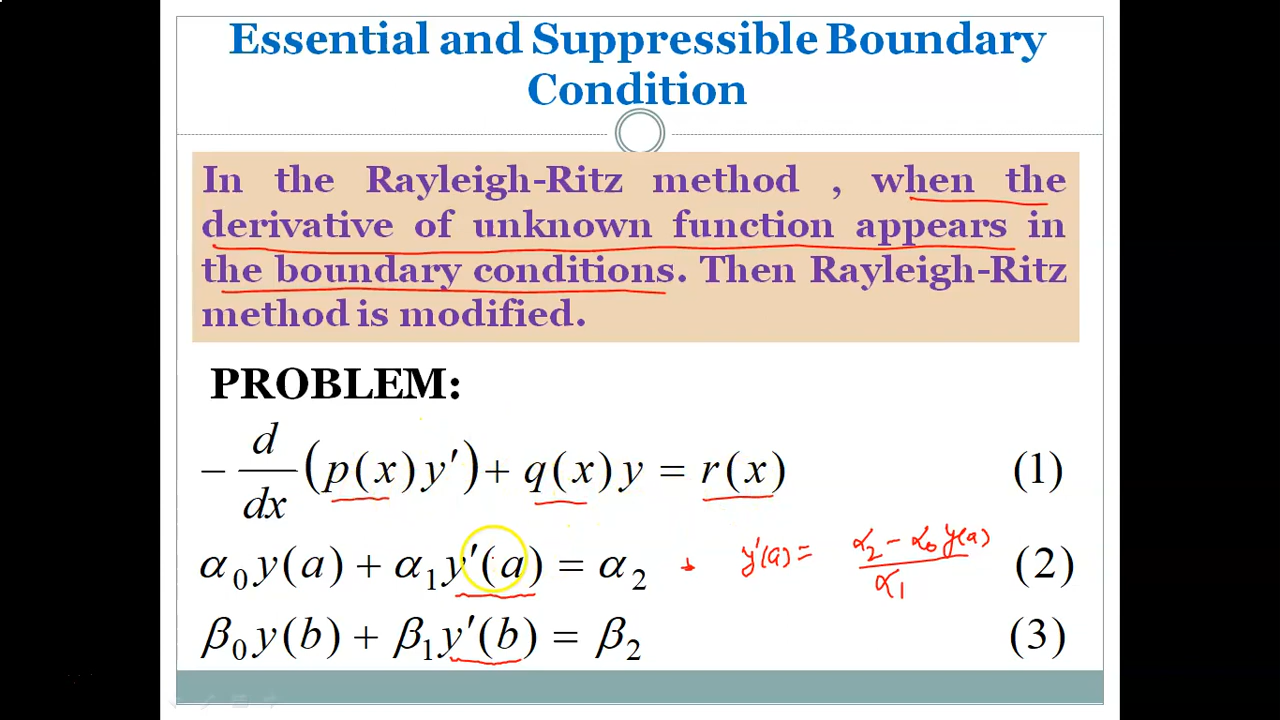 Essential and Suppressible Boundary
Condition
In the Rayleigh-Ritz method , when the
derivative of unknown function appears in
the boundary conditions. Then Rayleigh-Ritz
method is modified.
PROBLEM:
− d/dx (p(x)y′) + q(x)y = r(x) (1)
α₀y(a) + α₁y′(a) = α₂ y′(a) = (α₂ − α₀y(a))/α₁ (2)
β₀y(b) + β₁y′(b) = β₂ (3)